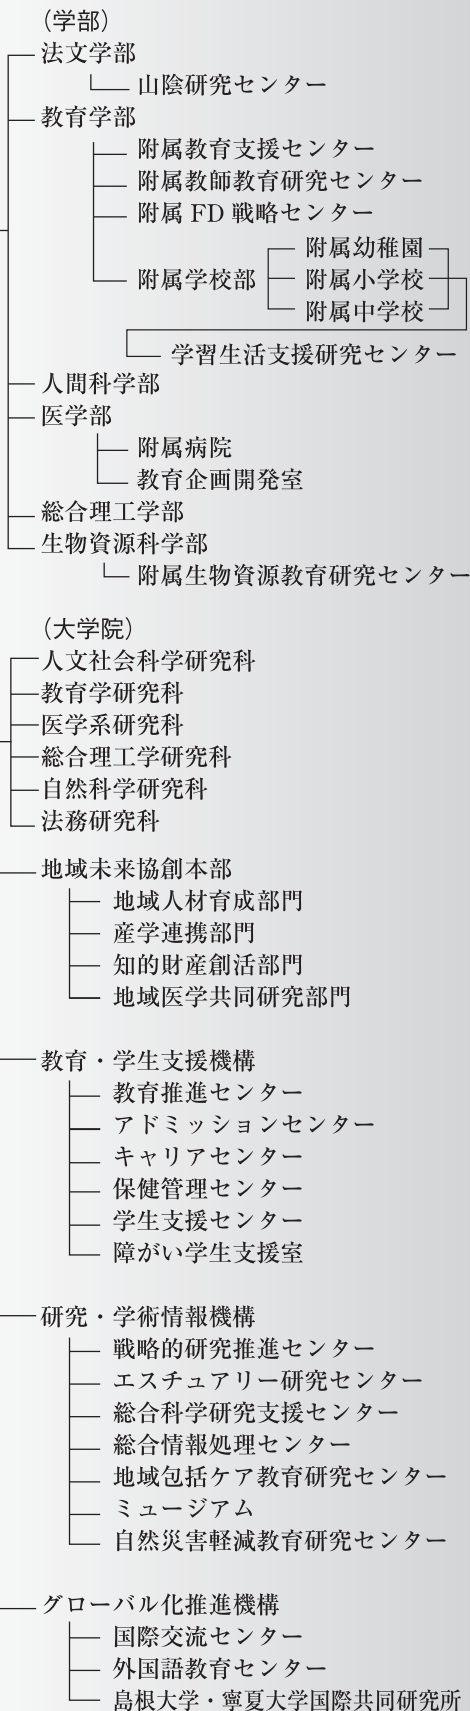 （学部）
法文学部
山陰研究センター
教育学部
附属教育支援センター
附属教師教育研究センター
附属 FD 戦略センター
附属幼稚園
附属学校部 附属小学校
附属中学校
学習生活支援研究センター
人間科学部
医学部
附属病院
教育企画開発室
総合理工学部
生物資源科学部
附属生物資源教育研究センター
（大学院）
人文社会科学研究科
教育学研究科
医学系研究科
総合理工学研究科
自然科学研究科
法務研究科
地域未来協創本部
地域人材育成部門
産学連携部門
知的財産創活部門
地域医学共同研究部門
教育・学生支援機構
教育推進センター
アドミッションセンター
キャリアセンター
保健管理センター
学生支援センター
障がい学生支援室
研究・学術情報機構
戦略的研究推進センター
エスチュアリー研究センター
総合科学研究支援センター
総合情報処理センター
地域包括ケア教育研究センター
ミュージアム
自然災害軽減教育研究センター
グローバル化推進機構
国際交流センター
外国語教育センター
島根大学・寧夏大学国際共同研究所